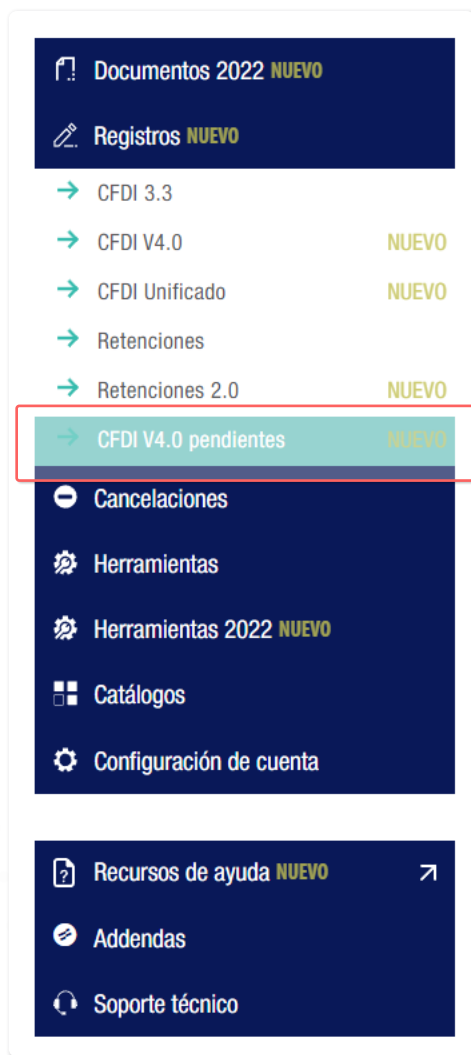 Documentos 2022 NUEVO
Registros NUEVO
CFDI 3.3
CFDI V4.0 NUEVO
CFDI Unificado NUEVO
Retenciones
Retenciones 2.0 NUEVO
CFDI V4.0 pendientes NUEVO
Cancelaciones
Herramientas
Herramientas 2022 NUEVO
Catálogos
Configuración de cuenta
Recursos de ayuda NUEVO
Addendas
Soporte técnico